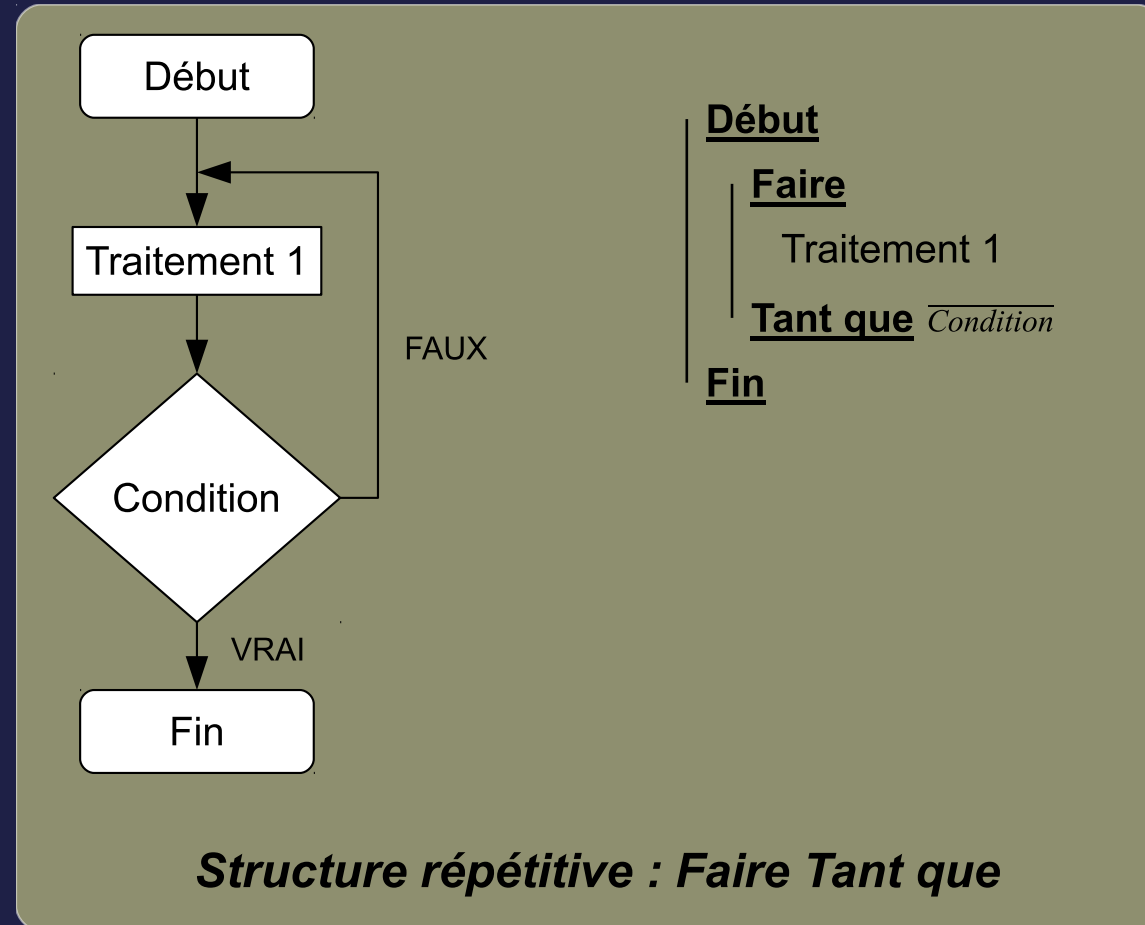 Début
Traitement 1
FAUX
Condition
VRAI
Fin
Début
Faire
Traitement 1
Tant que Condition
Fin
Structure répétitive : Faire Tant que